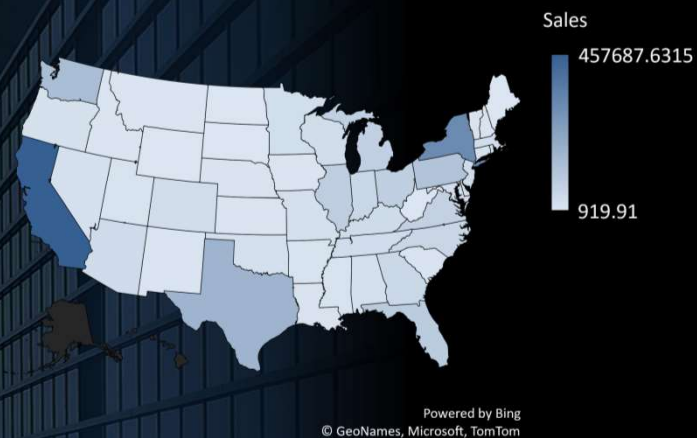 Sales
457687.6315
919.91
Powered by Bing
© GeoNames, Microsoft, TomTom